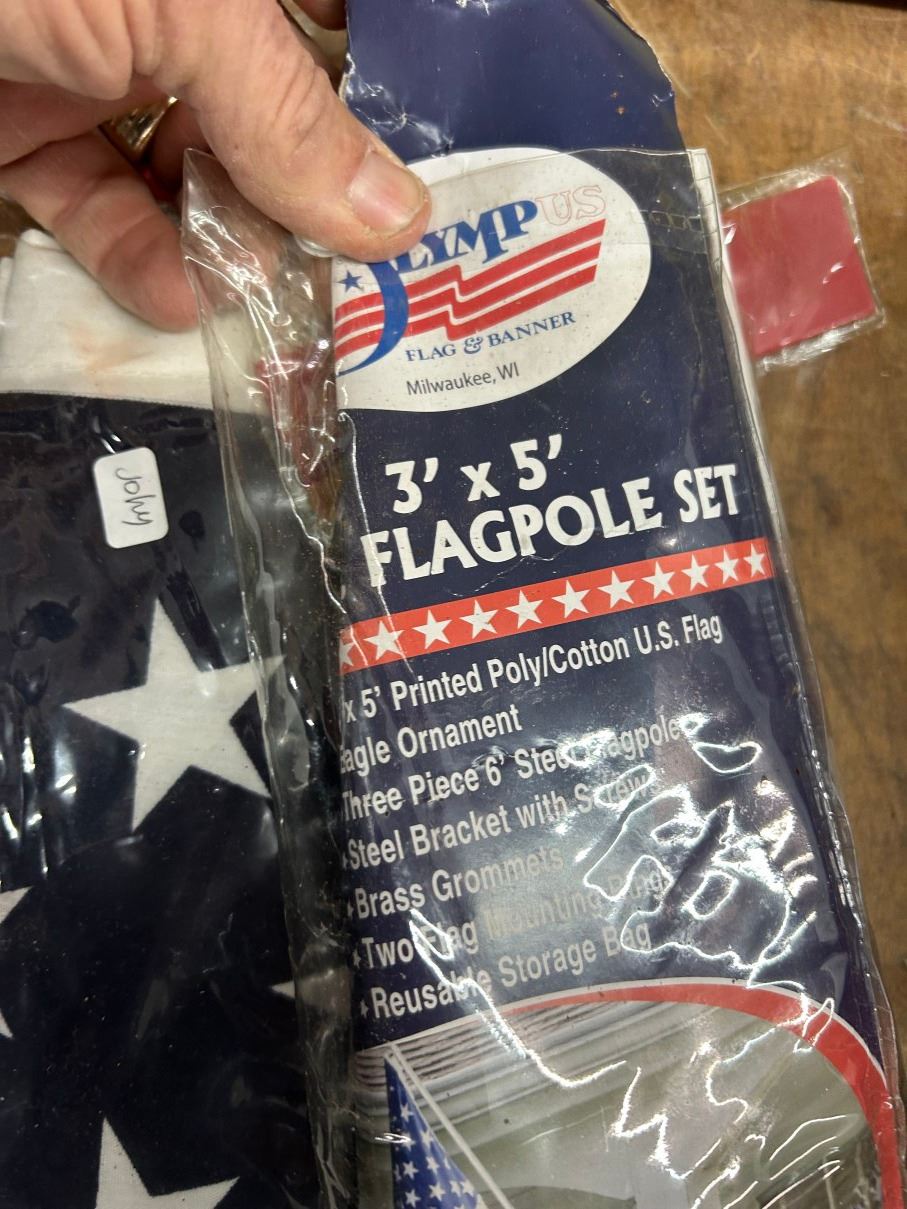 OLYMPUS
FLAG & BANNER
Milwaukee, WI
3' x 5'
FLAGPOLE SET
x 5' Printed Poly/Cotton U.S. Flag
Eagle Ornament
Three Piece 6' Steel Flagpole
Steel Bracket with Screws
Brass Grommets
Two Flag Mounting Rings
Reusable Storage Bag